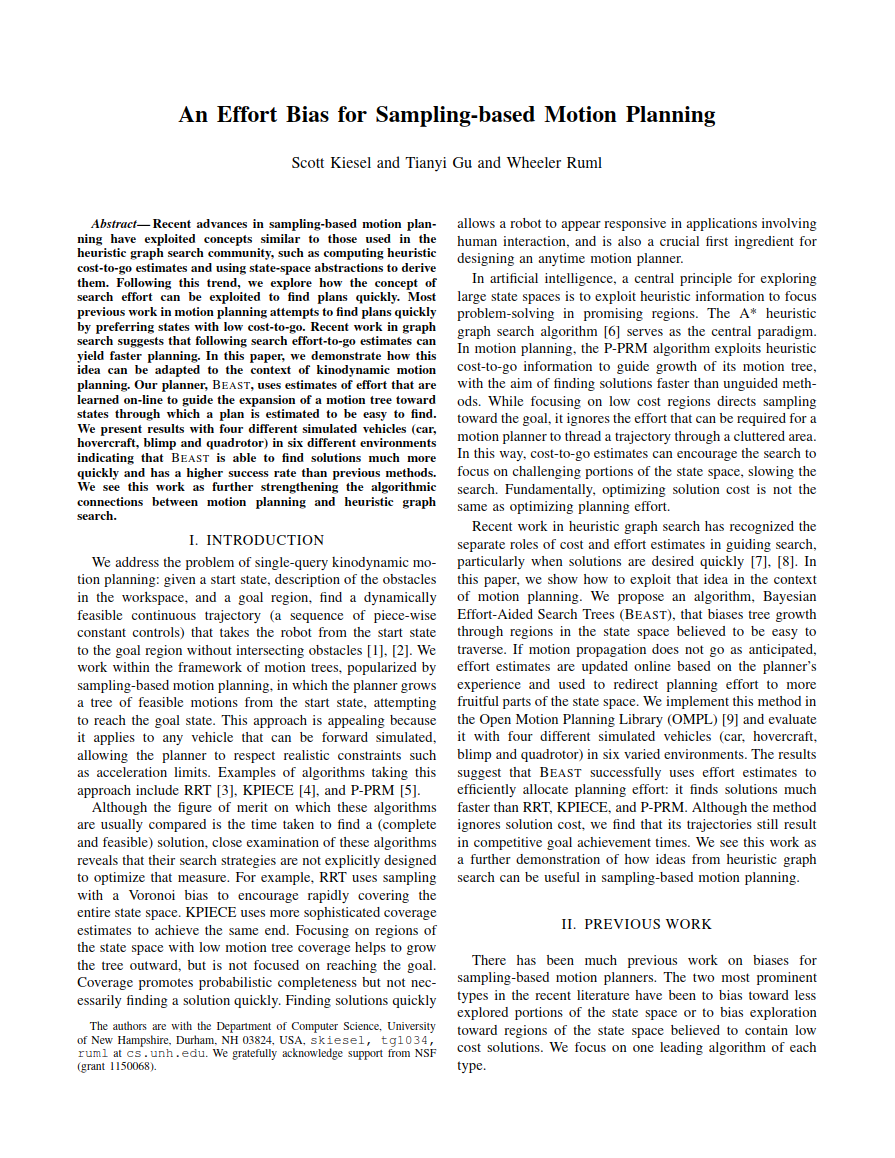 An Effort Bias for Sampling-based Motion Planning
Scott Kiesel and Tianyi Gu and Wheeler Ruml
Abstract— Recent advances in sampling-based motion plan-
ning have exploited concepts similar to those used in the
heuristic graph search community, such as computing heuristic
cost-to-go estimates and using state-space abstractions to derive
them. Following this trend, we explore how the concept of
search effort can be exploited to find plans quickly. Most
previous work in motion planning attempts to find plans quickly
by preferring states with low cost-to-go. Recent work in graph
search suggests that following search effort-to-go estimates can
yield faster planning. In this paper, we demonstrate how this
idea can be adapted to the context of kinodynamic motion
planning. Our planner, BEAST, uses estimates of effort that are
learned on-line to guide the expansion of a motion tree toward
states through which a plan is estimated to be easy to find.
We present results with four different simulated vehicles (car,
hovercraft, blimp and quadrotor) in six different environments
indicating that BEAST is able to find solutions much more
quickly and has a higher success rate than previous methods.
We see this work as further strengthening the algorithmic
connections between motion planning and heuristic graph
search.
I. INTRODUCTION
We address the problem of single-query kinodynamic mo-
tion planning: given a start state, description of the obstacles
in the workspace, and a goal region, find a dynamically
feasible continuous trajectory (a sequence of piece-wise
constant controls) that takes the robot from the start state
to the goal region without intersecting obstacles [1], [2]. We
work within the framework of motion trees, popularized by
sampling-based motion planning, in which the planner grows
a tree of feasible motions from the start state, attempting
to reach the goal state. This approach is appealing because
it applies to any vehicle that can be forward simulated,
allowing the planner to respect realistic constraints such
as acceleration limits. Examples of algorithms taking this
approach include RRT [3], KPIECE [4], and P-PRM [5].
Although the figure of merit on which these algorithms
are usually compared is the time taken to find a (complete
and feasible) solution, close examination of these algorithms
reveals that their search strategies are not explicitly designed
to optimize that measure. For example, RRT uses sampling
with a Voronoi bias to encourage rapidly covering the
entire state space. KPIECE uses more sophisticated coverage
estimates to achieve the same end. Focusing on regions of
the state space with low motion tree coverage helps to grow
the tree outward, but is not focused on reaching the goal.
Coverage promotes probabilistic completeness but not nec-
essarily finding a solution quickly. Finding solutions quickly
The authors are with the Department of Computer Science, University
of New Hampshire, Durham, NH 03824, USA, skiesel, tg1034,
ruml at cs.unh.edu. We gratefully acknowledge support from NSF
(grant 1150068).
allows a robot to appear responsive in applications involving
human interaction, and is also a crucial first ingredient for
designing an anytime motion planner.
In artificial intelligence, a central principle for exploring
large state spaces is to exploit heuristic information to focus
problem-solving in promising regions. The A* heuristic
graph search algorithm [6] serves as the central paradigm.
In motion planning, the P-PRM algorithm exploits heuristic
cost-to-go information to guide growth of its motion tree,
with the aim of finding solutions faster than unguided meth-
ods. While focusing on low cost regions directs sampling
toward the goal, it ignores the effort that can be required for a
motion planner to thread a trajectory through a cluttered area.
In this way, cost-to-go estimates can encourage the search to
focus on challenging portions of the state space, slowing the
search. Fundamentally, optimizing solution cost is not the
same as optimizing planning effort.
Recent work in heuristic graph search has recognized the
separate roles of cost and effort estimates in guiding search,
particularly when solutions are desired quickly [7], [8]. In
this paper, we show how to exploit that idea in the context
of motion planning. We propose an algorithm, Bayesian
Effort-Aided Search Trees (BEAST), that biases tree growth
through regions in the state space believed to be easy to
traverse. If motion propagation does not go as anticipated,
effort estimates are updated online based on the planner's
experience and used to redirect planning effort to more
fruitful parts of the state space. We implement this method in
the Open Motion Planning Library (OMPL) [9] and evaluate
it with four different simulated vehicles (car, hovercraft,
blimp and quadrotor) in six varied environments. The results
suggest that BEAST successfully uses effort estimates to
efficiently allocate planning effort: it finds solutions much
faster than RRT, KPIECE, and P-PRM. Although the method
ignores solution cost, we find that its trajectories still result
in competitive goal achievement times. We see this work as
a further demonstration of how ideas from heuristic graph
search can be useful in sampling-based motion planning.
II. PREVIOUS WORK
There has been much previous work on biases for
sampling-based motion planners. The two most prominent
types in the recent literature have been to bias toward less
explored portions of the state space or to bias exploration
toward regions of the state space believed to contain low
cost solutions. We focus on one leading algorithm of each
type.